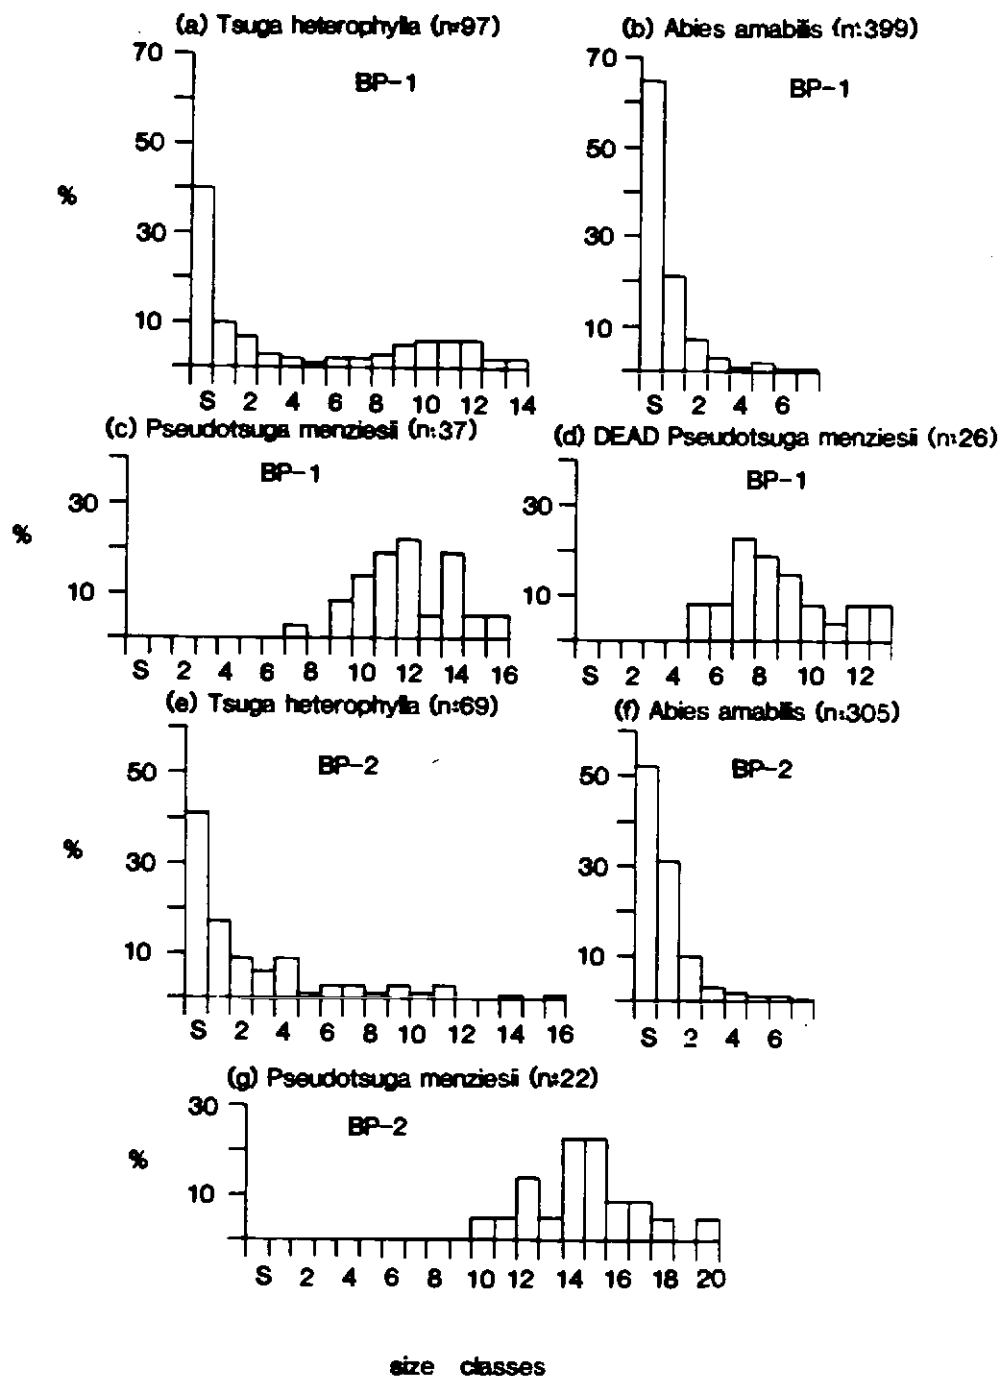 (a) Tsuga heterophylla (n=97)
(b) Abies amabilis (n=399)
70
50
30
10
%
BP-1
S 2 4 6 8 10 12 14
70
50
30
10
BP-1
S 2 4 6
(c) Pseudotsuga menziesii (n=37)
(d) DEAD Pseudotsuga menziesii (n=26)
BP-1
30
10
%
S 2 4 6 8 10 12 14 16
BP-1
30
10
S 2 4 6 8 10 12
(e) Tsuga heterophylla (n=69)
(f) Abies amabilis (n=305)
BP-2
50
30
10
%
S 2 4 6 8 10 12 14 16
BP-2
50
30
10
S 2 4 6
(g) Pseudotsuga menziesii (n=22)
30
10
%
BP-2
S 2 4 6 8 10 12 14 16 18 20
size classes